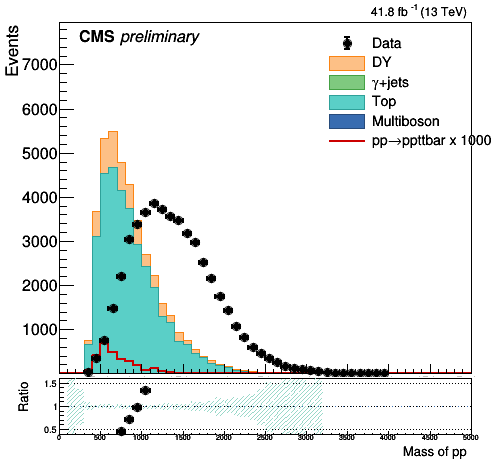 41.8 fb⁻¹ (13 TeV)
CMS preliminary
Events
Data
DY
γ+jets
Top
Multiboson
pp→ppttbar x 1000
7000
6000
5000
4000
3000
2000
1000
Ratio
1.5
1
0.5
0 500 1000 1500 2000 2500 3000 3500 4000 4500 5000
Mass of pp